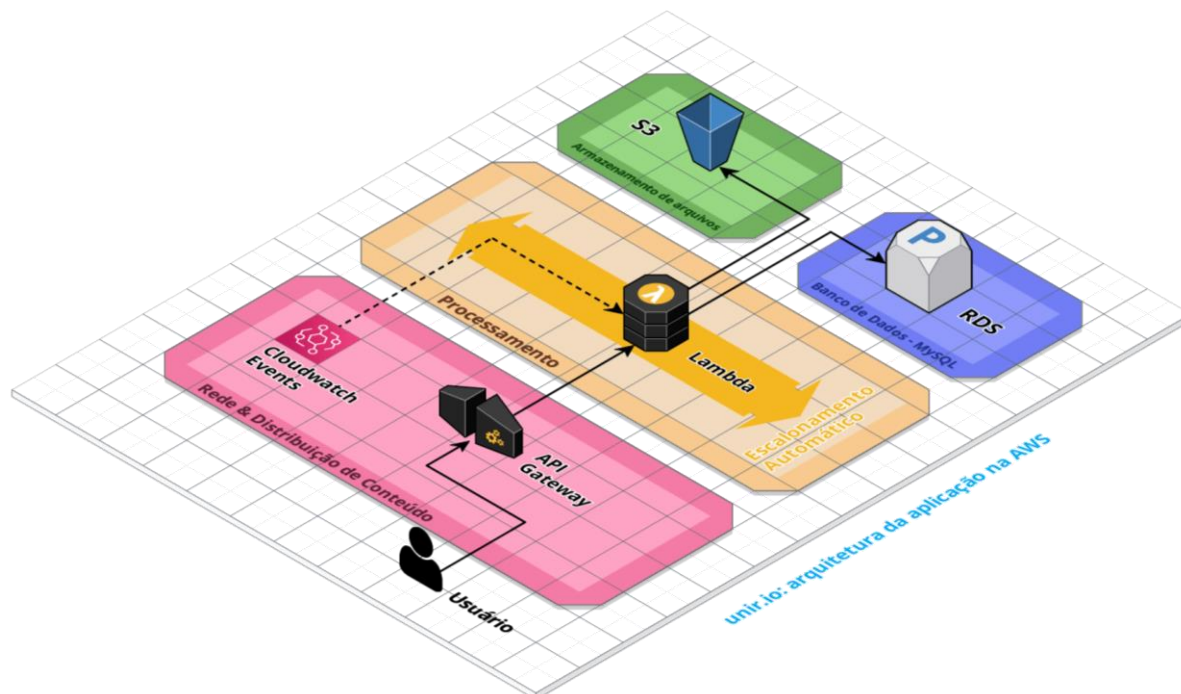 S3
Armazenamento de arquivos
P
RDS
Banco de Dados - MySQL
λ
Lambda
Processamento
Escalonamento
Automático
Cloudwatch
Events
API
Gateway
Rede & Distribuição de Conteúdo
Usuário
unir.io: arquitetura da aplicação na AWS